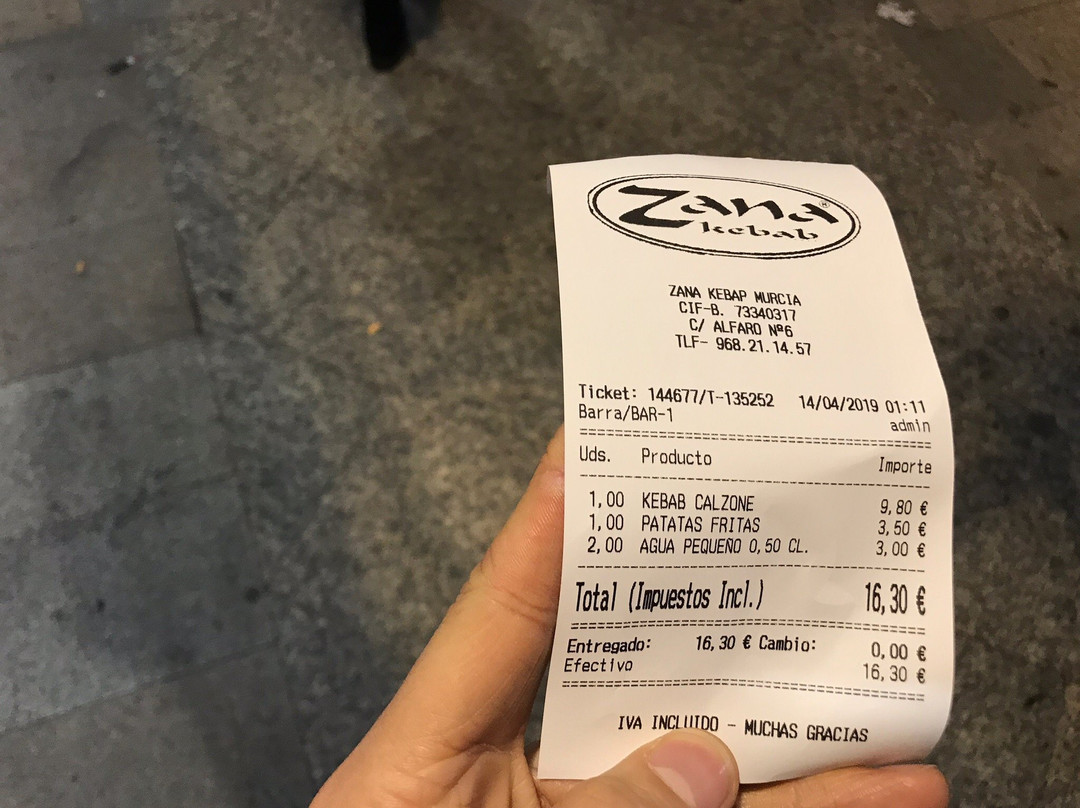 Zana®
kebab
ZANA KEBAP MURCIA
CIF-B. 73340317
C/ ALFARO Nº6
TLF- 968.21.14.57
Ticket: 144677/T-135252 14/04/2019 01:11
Barra/BAR-1 admin
Uds. Producto Importe
1,00 KEBAB CALZONE 9,80 €
1,00 PATATAS FRITAS 3,50 €
2,00 AGUA PEQUEÑO 0,50 CL. 3,00 €
Total (Impuestos Incl.) 16,30 €
Entregado: 16,30 € Cambio: 0,00 €
Efectivo 16,30 €
IVA INCLUIDO - MUCHAS GRACIAS